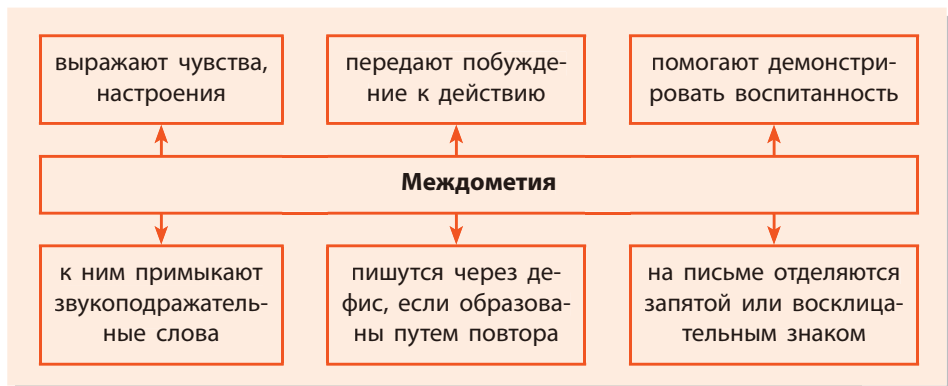 выражают чувства,
настроения
передают побужде-
ние к действию
помогают демонстри-
ровать воспитанность
Междометия
к ним примыкают
звукоподражатель-
ные слова
пишутся через де-
фис, если образова-
ны путем повтора
на письме отделяются
запятой или восклица-
тельным знаком